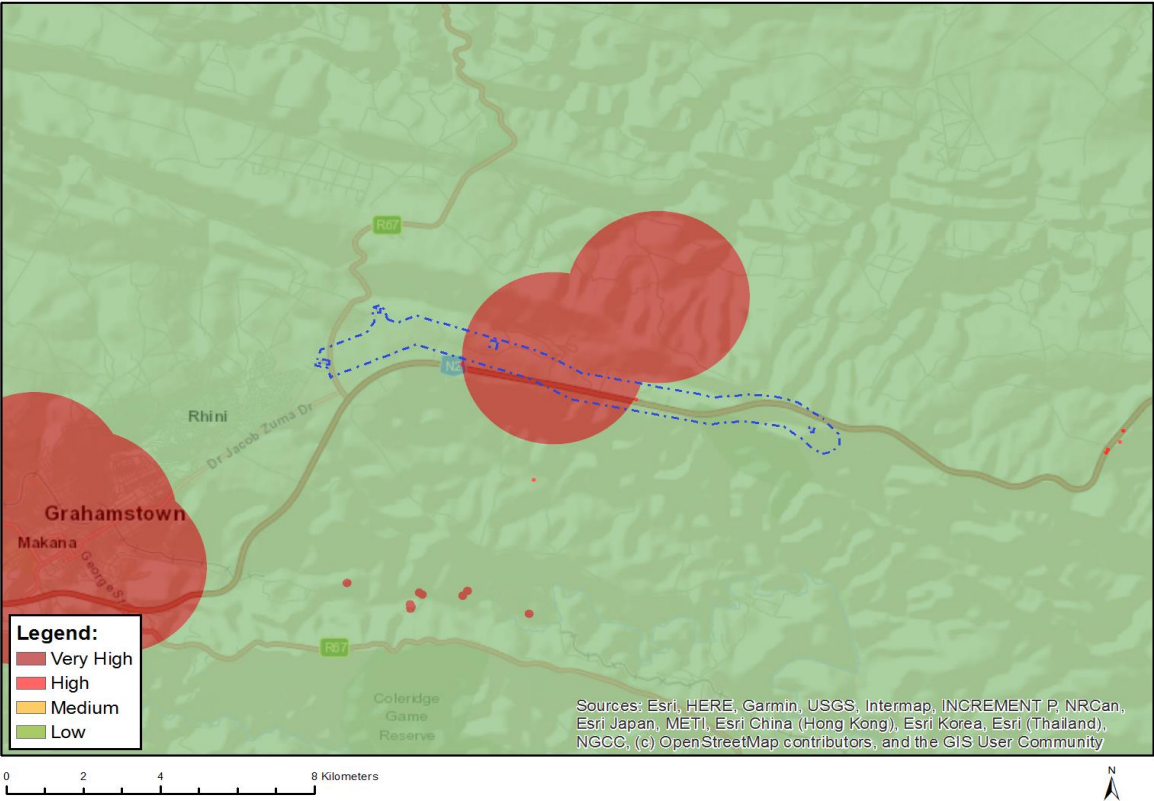 R67
N2
Rhini
Dr Jacob Zuma Dr
Grahamstown
Makana
George St
R67
Coleridge
Game
Reserve
Legend:
Very High
High
Medium
Low
Sources: Esri, HERE, Garmin, USGS, Intermap, INCREMENT P, NRCan,
Esri Japan, METI, Esri China (Hong Kong), Esri Korea, Esri (Thailand),
NGCC, (c) OpenStreetMap contributors, and the GIS User Community
0 2 4 8 Kilometers
N